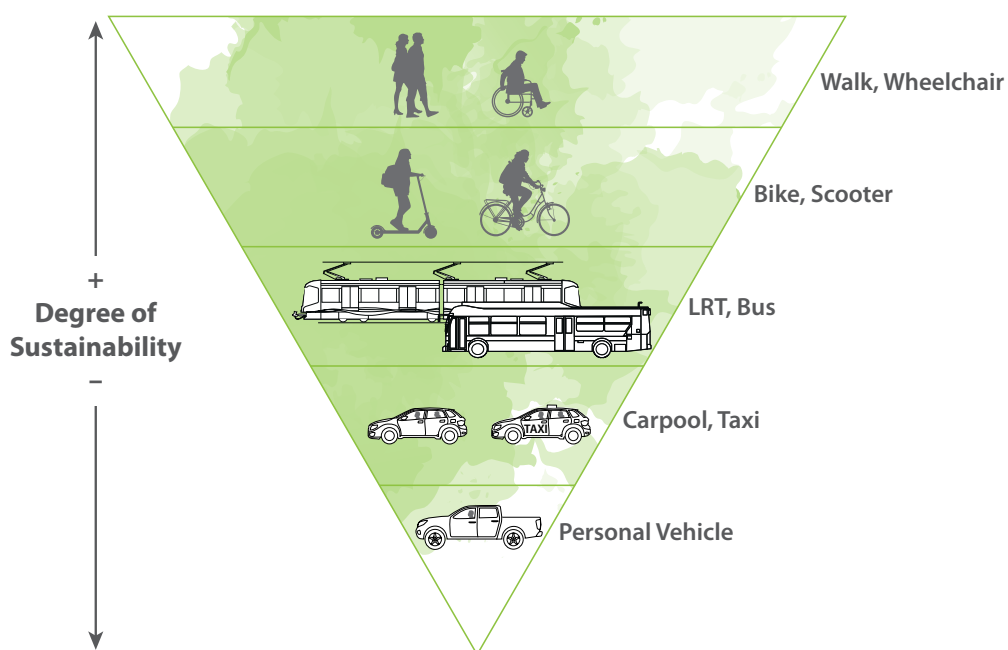 Walk, Wheelchair
Bike, Scooter
+
Degree of
Sustainability
–
LRT, Bus
TAXI
Carpool, Taxi
Personal Vehicle